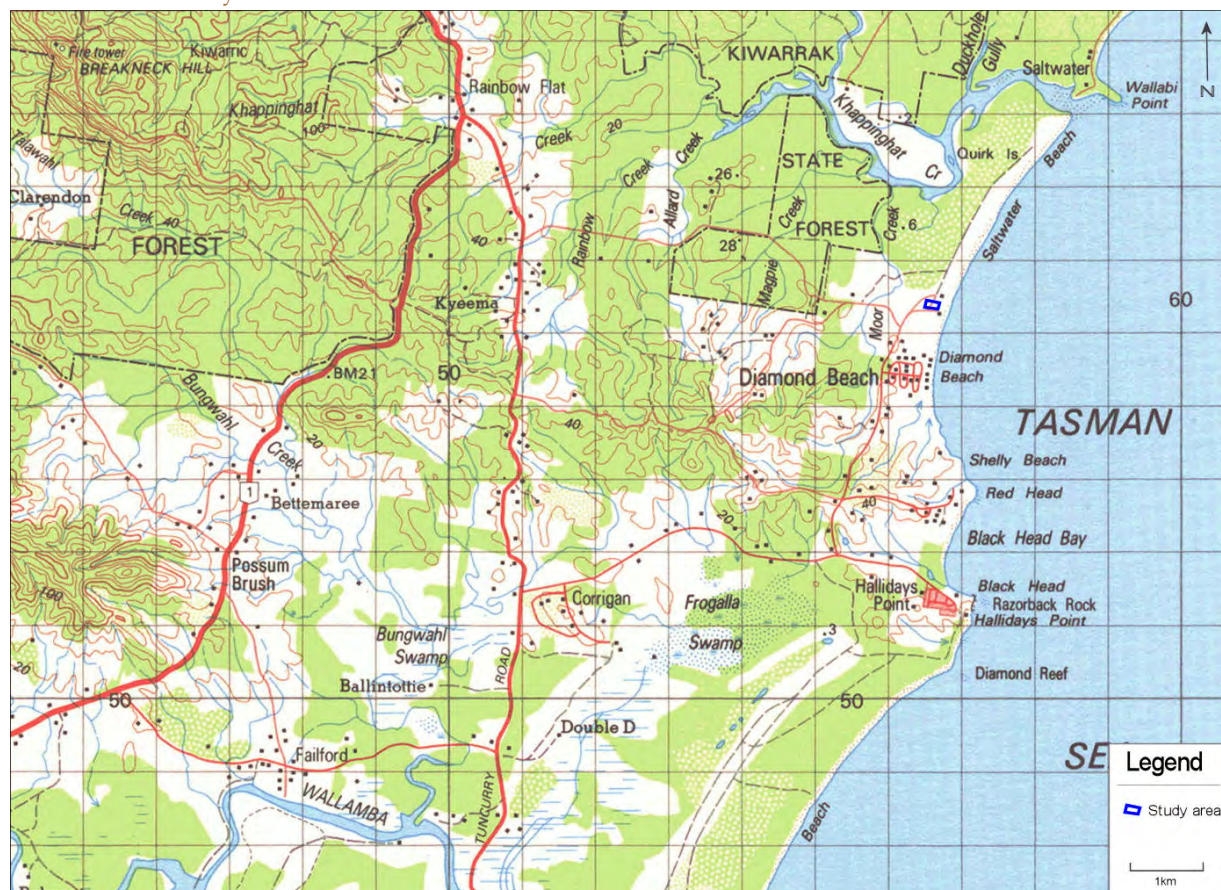 Fire tower
Kiwarric
BREAKNECK HILL
Khappinghat
100
Rainbow Flat
Creek
20
KIWARRAK
Duckhole
Gully
Saltwater
Wallabi
Point
N
Talawahl
Clarendon
Creek 40
FOREST
Creek
Creek
Allard
26
STATE
Creek
FOREST
Khappinghat
Cr
7
Quirk Is.
Beach
Saltwater
Creek
6
28
Magpie
Rainbow
40
Kyeema
Moor
60
BM21
50
Diamond Beach
Diamond
Beach
TASMAN
Bungwahl
Creek
20
40
1
Bettemaree
Shelly Beach
Red Head
40
20
Black Head Bay
Possum
Brush
100
20
Corrigan
Frogalla
Swamp
Hallidays
Point
Black Head
Razorback Rock
Hallidays Point
3
Bungwahl
Swamp
Ballintottie
ROAD
Diamond Reef
50
50
Double D
Failford
WALLAMBA
TUNCURRY
Beach
Legend
Study area
1km